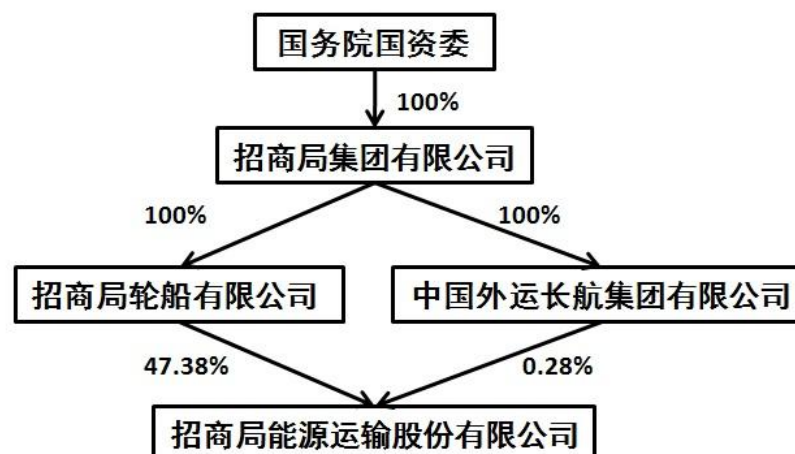 国务院国资委
100%
招商局集团有限公司
100%
100%
招商局轮船有限公司
中国外运长航集团有限公司
47.38%
0.28%
招商局能源运输股份有限公司